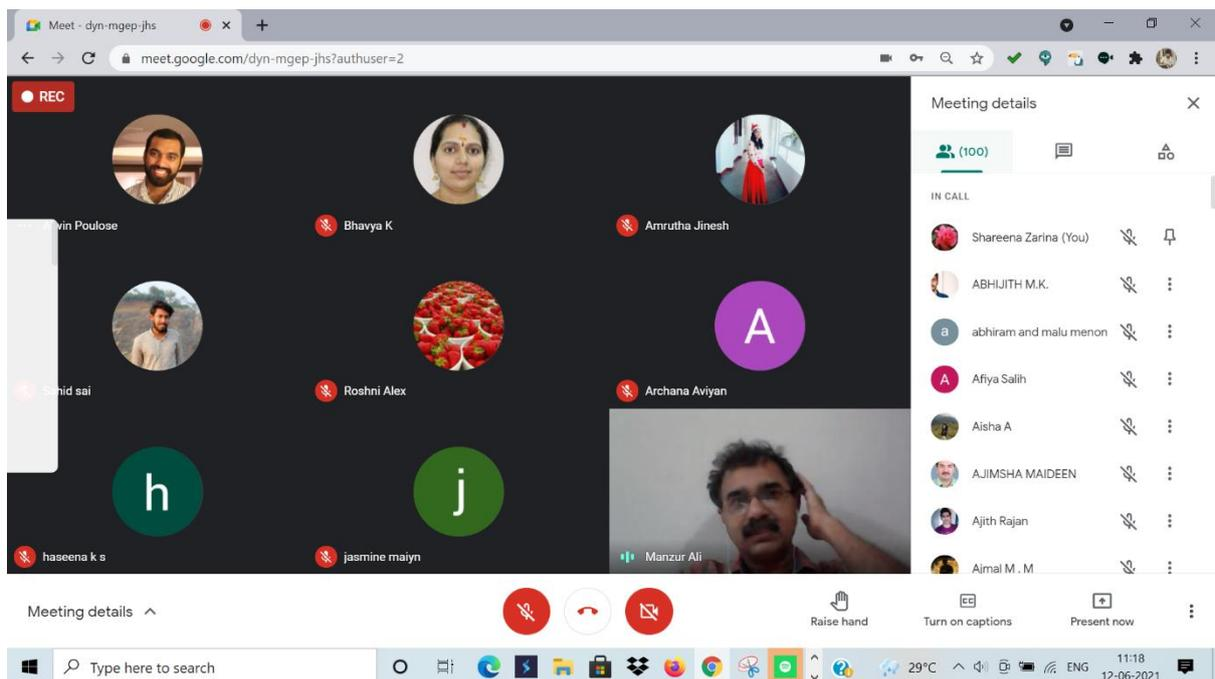 Meet - dyn-mgep-jhs
meet.google.com/dyn-mgep-jhs?authuser=2
REC
vin Poulose
Bhavya K
Amrutha Jinesh
hid sai
Roshni Alex
A
Archana Aviyan
h
haseena k s
j
jasmine maiyn
Manzur Ali
Meeting details
(100)
IN CALL
Shareena Zarina (You)
ABHIJITH M.K.
a
abhiram and malu menon
A
Afiya Salih
Aisha A
AJIMSHA MAIDEEN
Ajith Rajan
Ajmal M . M
Meeting details
Raise hand
CC
Turn on captions
Present now
Type here to search
29°C
ENG
11:18
12-06-2021